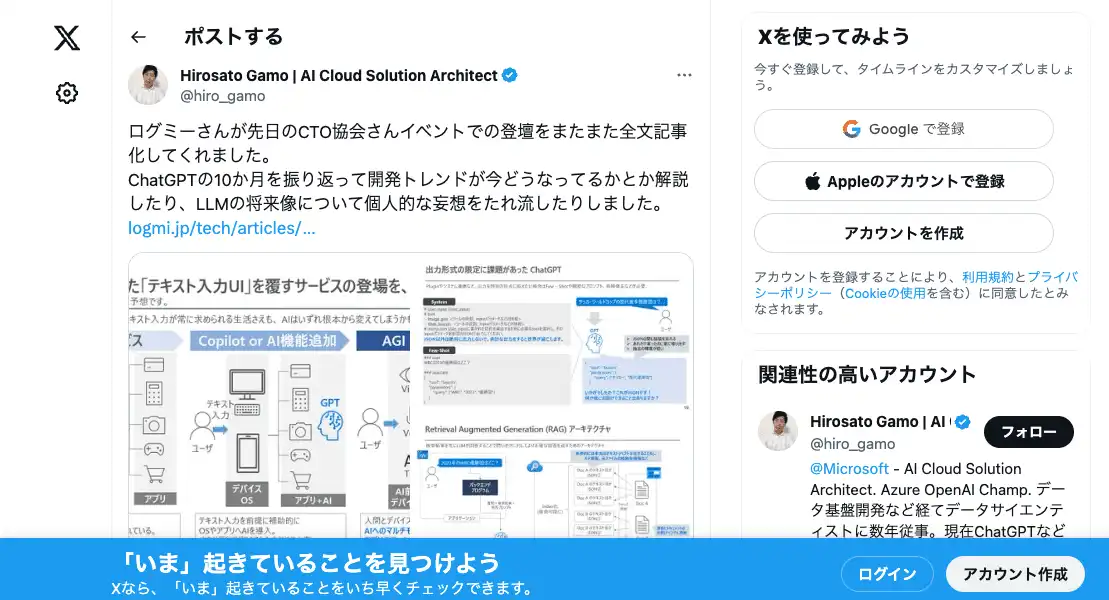 ポストする
Hirosato Gamo | AI Cloud Solution Architect
@hiro_gamo
ログミーさんが先日のCTO協会さんイベントでの登壇をまたまた全文記事
化してくれました。
ChatGPTの10か月を振り返って開発トレンドが今どうなってるかとか解説
したり、LLMの将来像について個人的な妄想をたれ流したりしました。
logmi.jp/tech/articles/…
た「テキスト入力UI」を覆すサービスの登場を、
予想です。
キスト入力が常に求められる生活さえも、AIはいずれ根本から変えてしまうかも
ス
Copilot or AI機能追加
AGI
テキスト
入力
GPT
ユーザ
ユーザ
アプリ
デバイス
OS
アプリ+AI
テキスト入力を前提に補助的に
OSやアプリへAIを導入。
人間とデバイス
AIへのマルチモ
出力形式の限定に課題があった ChatGPT
System
Few-Shot
GPT
ユーザ
Retrieval Augmented Generation (RAG) アーキテクチャ
バックエンド
プログラム
Xを使ってみよう
今すぐ登録して、タイムラインをカスタマイズしましょ
う。
Google で登録
Appleのアカウントで登録
アカウントを作成
アカウントを登録することにより、利用規約とプライバ
シーポリシー（Cookieの使用を含む）に同意したとみ
なされます。
関連性の高いアカウント
Hirosato Gamo | AI
@hiro_gamo
フォロー
@Microsoft - AI Cloud Solution
Architect. Azure OpenAI Champ. デー
タ基盤開発など経てデータサイエンテ
ィストに数年従事。現在ChatGPTなど
「いま」起きていることを見つけよう
Xなら、「いま」起きていることをいち早くチェックできます。
ログイン
アカウント作成